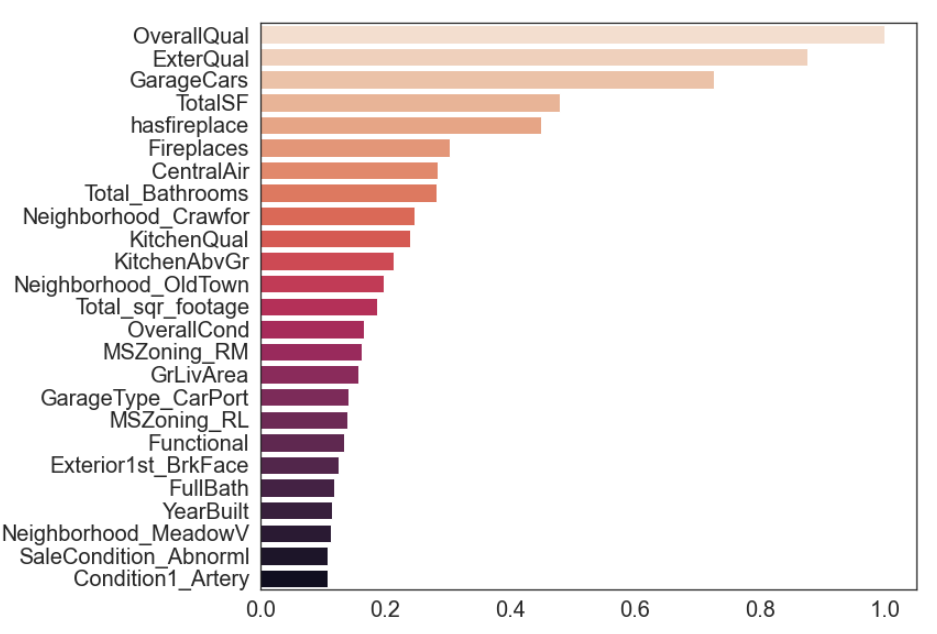 OverallQual
ExterQual
GarageCars
TotalSF
hasfireplace
Fireplaces
CentralAir
Total_Bathrooms
Neighborhood_Crawfor
KitchenQual
KitchenAbvGr
Neighborhood_OldTown
Total_sqr_footage
OverallCond
MSZoning_RM
GrLivArea
GarageType_CarPort
MSZoning_RL
Functional
Exterior1st_BrkFace
FullBath
YearBuilt
Neighborhood_MeadowV
SaleCondition_Abnorml
Condition1_Artery
0.0 0.2 0.4 0.6 0.8 1.0